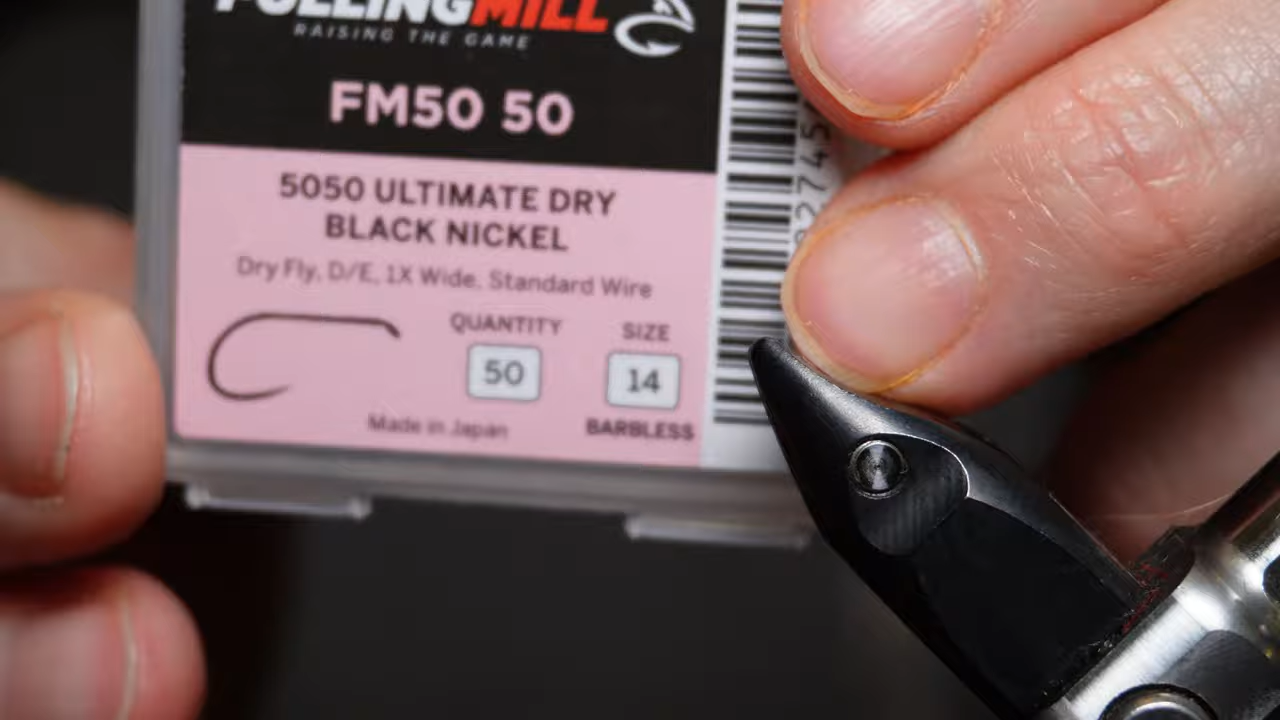 FULLINGMILL
RAISING THE GAME
FM50 50
5050 ULTIMATE DRY
BLACK NICKEL
Dry Fly, D/E, 1X Wide, Standard Wire
QUANTITY
50
SIZE
14
Made in Japan
BARBLESS